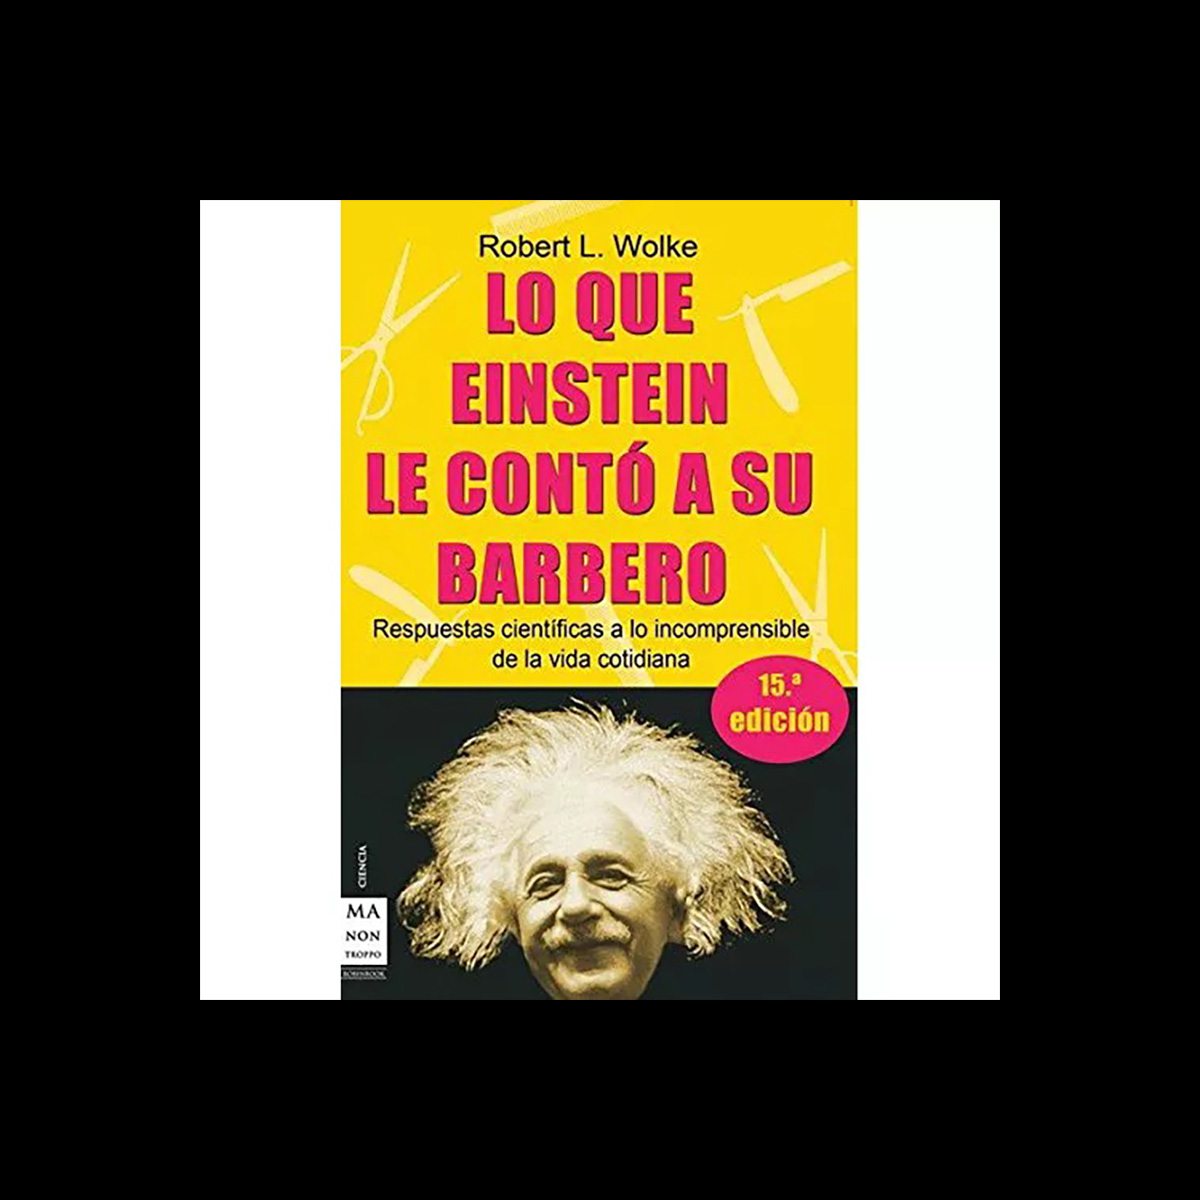 Robert L. Wolke
LO QUE
EINSTEIN
LE CONTÓ A SU
BARBERO
Respuestas científicas a lo incomprensible
de la vida cotidiana
15.ª
edición
CIENCIA
MA
NON
TROPPO
ROBINBOOK